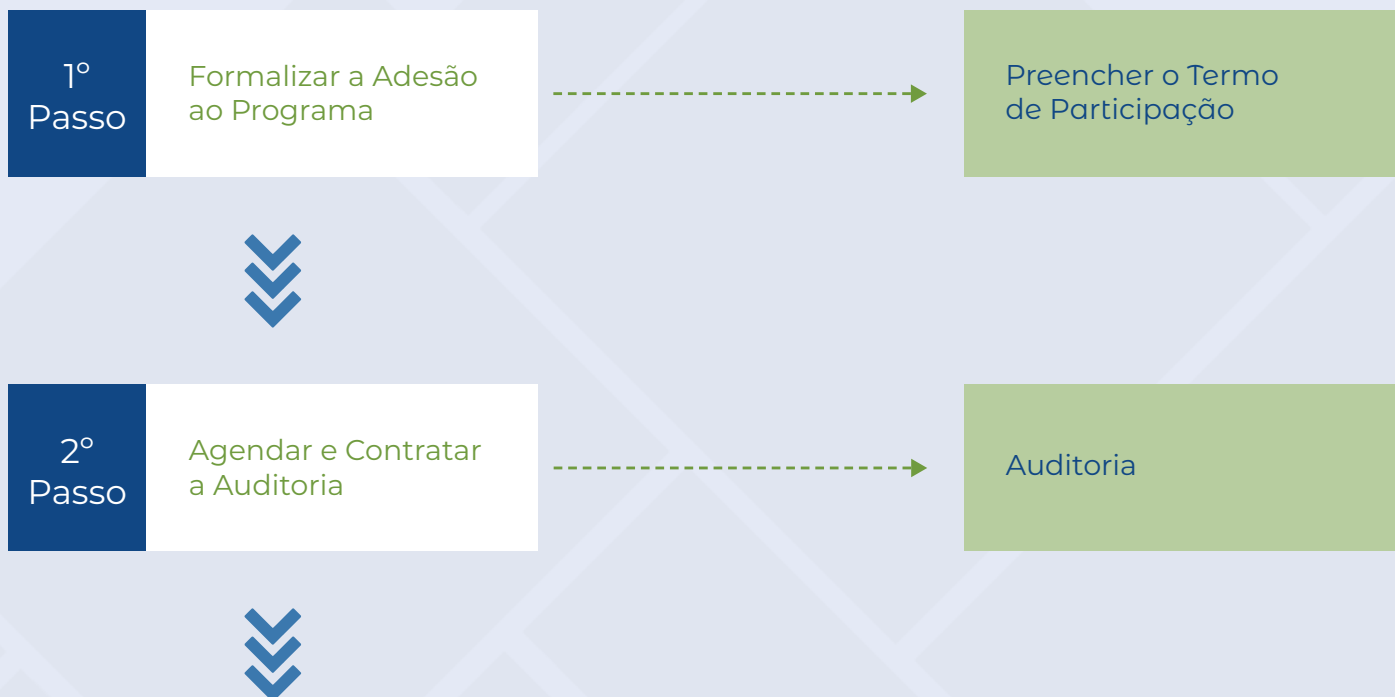 1º
Passo
Formalizar a Adesão
ao Programa
Preencher o Termo
de Participação
2º
Passo
Agendar e Contratar
a Auditoria
Auditoria